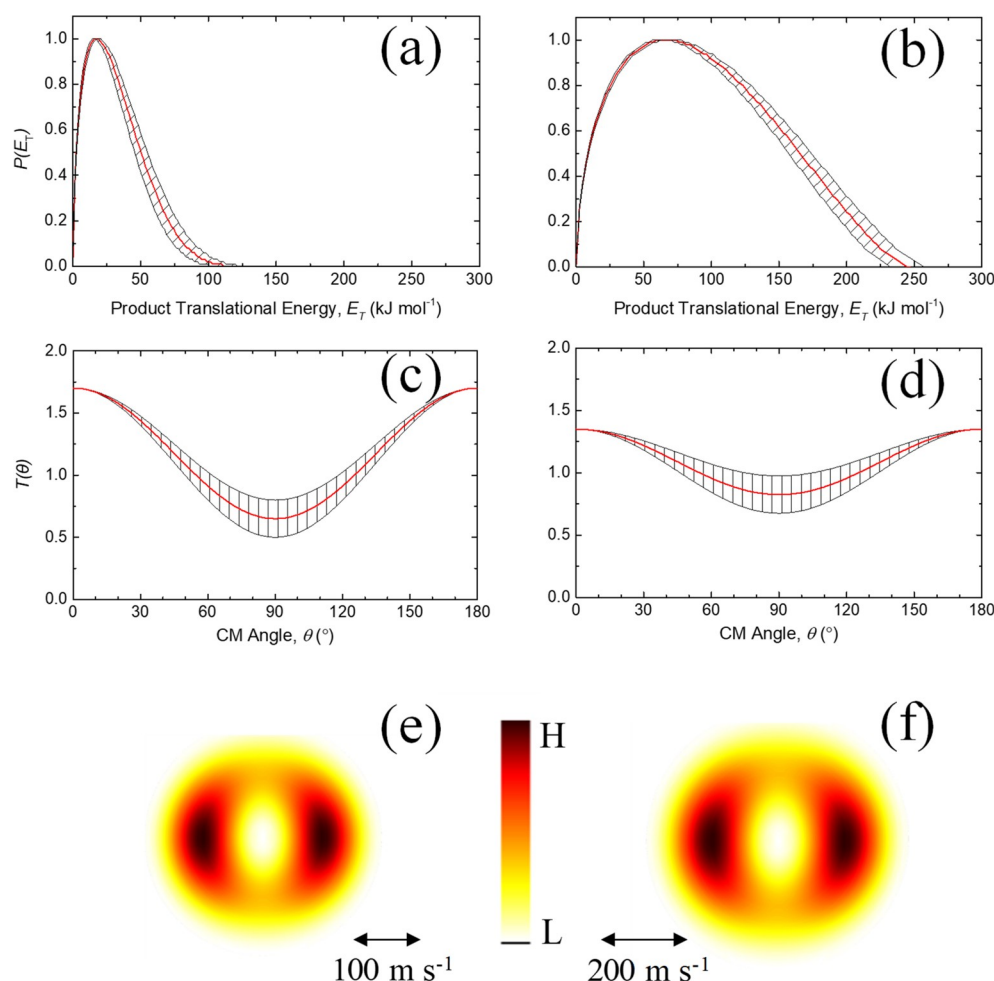 (a)
(b)
P(E_T)
1.0
0.8
0.6
0.4
0.2
0.0
0 50 100 150 200 250 300
Product Translational Energy, E_T (kJ mol⁻¹)
1.0
0.8
0.6
0.4
0.2
0.0
0 50 100 150 200 250 300
Product Translational Energy, E_T (kJ mol⁻¹)
(c)
(d)
T(θ)
2.0
1.5
1.0
0.5
0.0
0 30 60 90 120 150 180
CM Angle, θ (°)
2.0
1.5
1.0
0.5
0.0
0 30 60 90 120 150 180
CM Angle, θ (°)
(e)
H
L
(f)
100 m s⁻¹
200 m s⁻¹